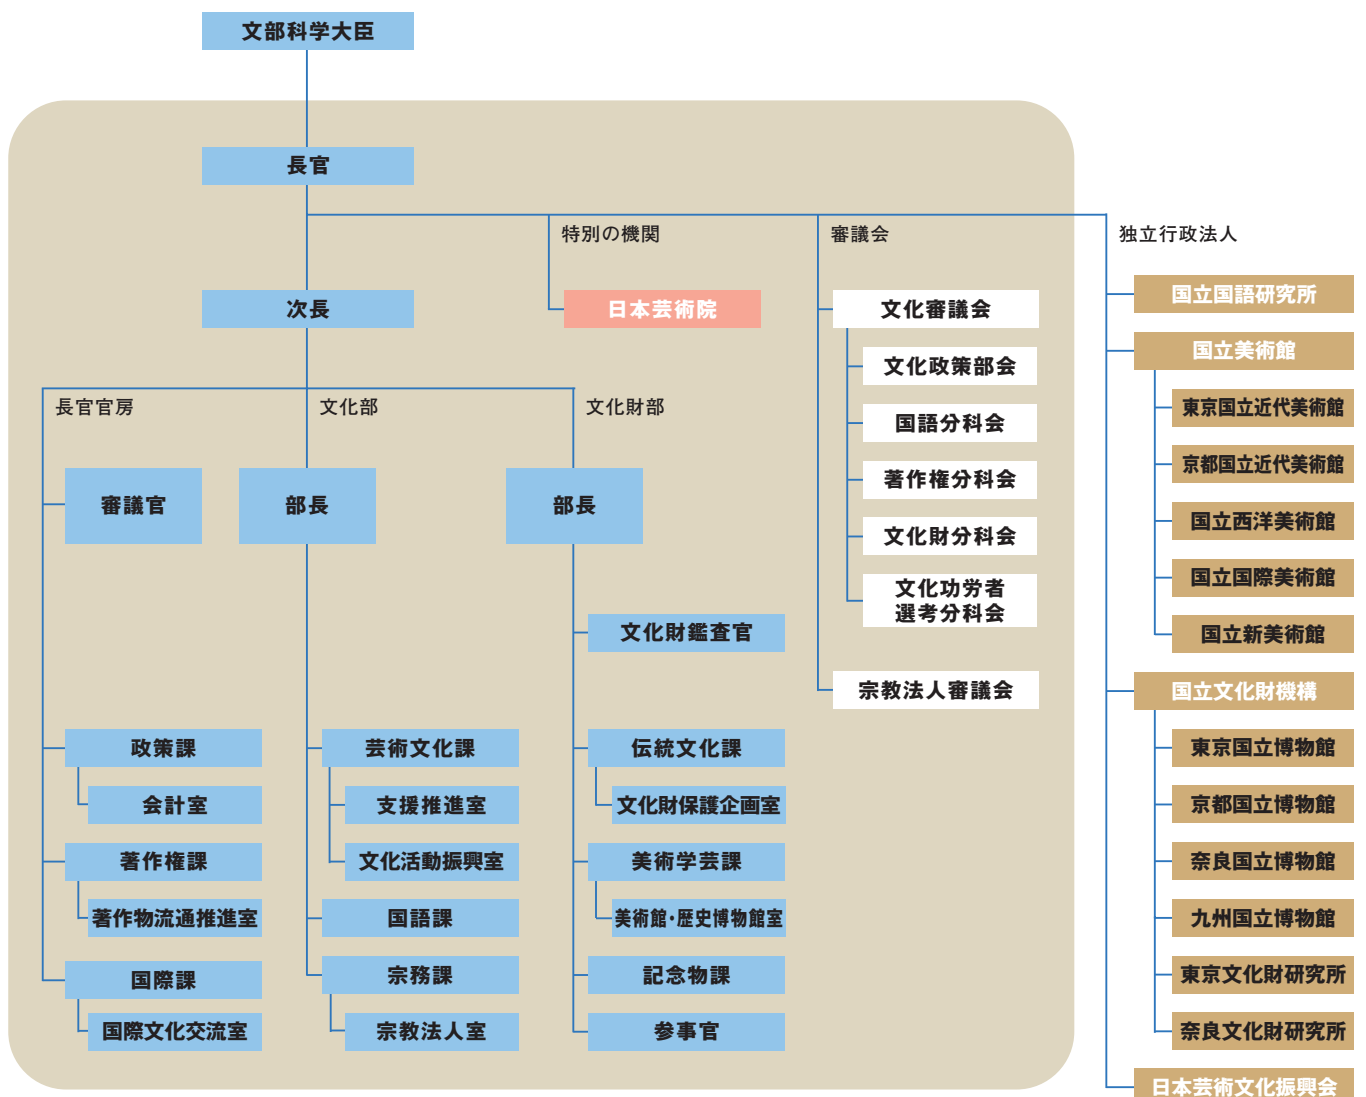 文部科学大臣
長官
特別の機関
審議会
独立行政法人
次長
日本芸術院
長官官房
文化部
文化財部
審議官
部長
部長
政策課
会計室
著作権課
著作物流通推進室
国際課
国際文化交流室
芸術文化課
支援推進室
文化活動振興室
国語課
宗務課
宗教法人室
文化財鑑査官
伝統文化課
文化財保護企画室
美術学芸課
美術館・歴史博物館室
記念物課
参事官
文化審議会
文化政策部会
国語分科会
著作権分科会
文化財分科会
文化功労者
選考分科会
宗教法人審議会
国立国語研究所
国立美術館
東京国立近代美術館
京都国立近代美術館
国立西洋美術館
国立国際美術館
国立新美術館
国立文化財機構
東京国立博物館
京都国立博物館
奈良国立博物館
九州国立博物館
東京文化財研究所
奈良文化財研究所
日本芸術文化振興会